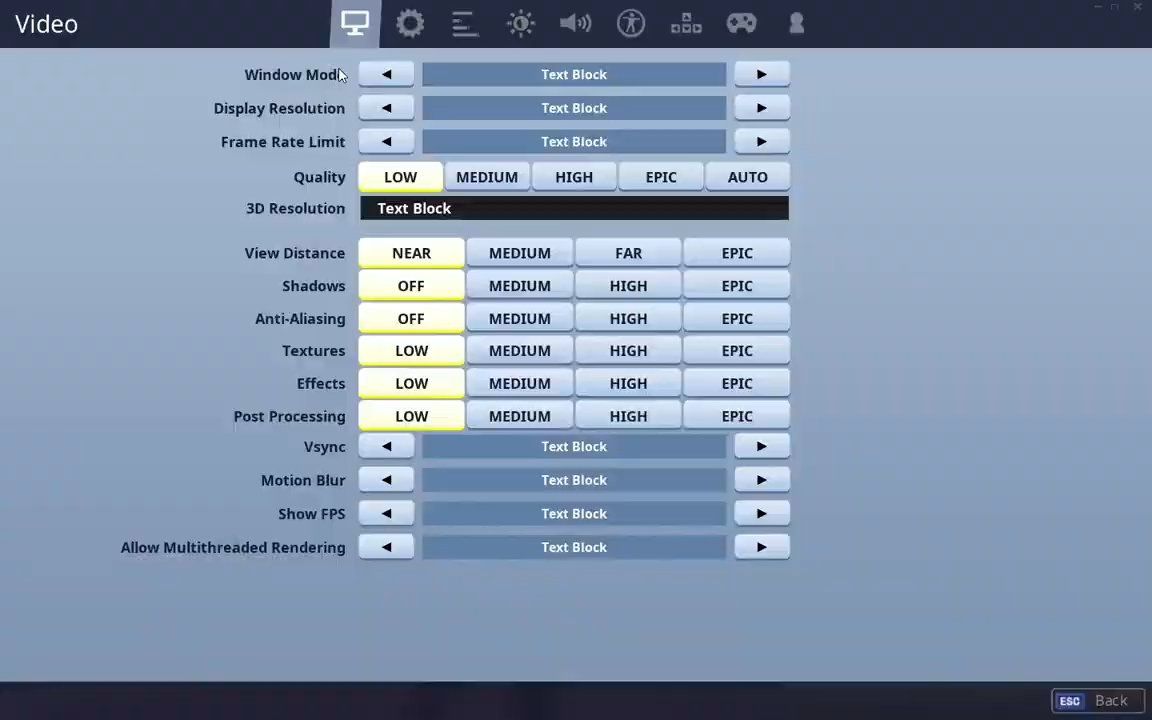 Video
Window Mode Text Block
Display Resolution Text Block
Frame Rate Limit Text Block
Quality LOW MEDIUM HIGH EPIC AUTO
3D Resolution Text Block
View Distance NEAR MEDIUM FAR EPIC
Shadows OFF MEDIUM HIGH EPIC
Anti-Aliasing OFF MEDIUM HIGH EPIC
Textures LOW MEDIUM HIGH EPIC
Effects LOW MEDIUM HIGH EPIC
Post Processing LOW MEDIUM HIGH EPIC
Vsync Text Block
Motion Blur Text Block
Show FPS Text Block
Allow Multithreaded Rendering Text Block
ESC Back